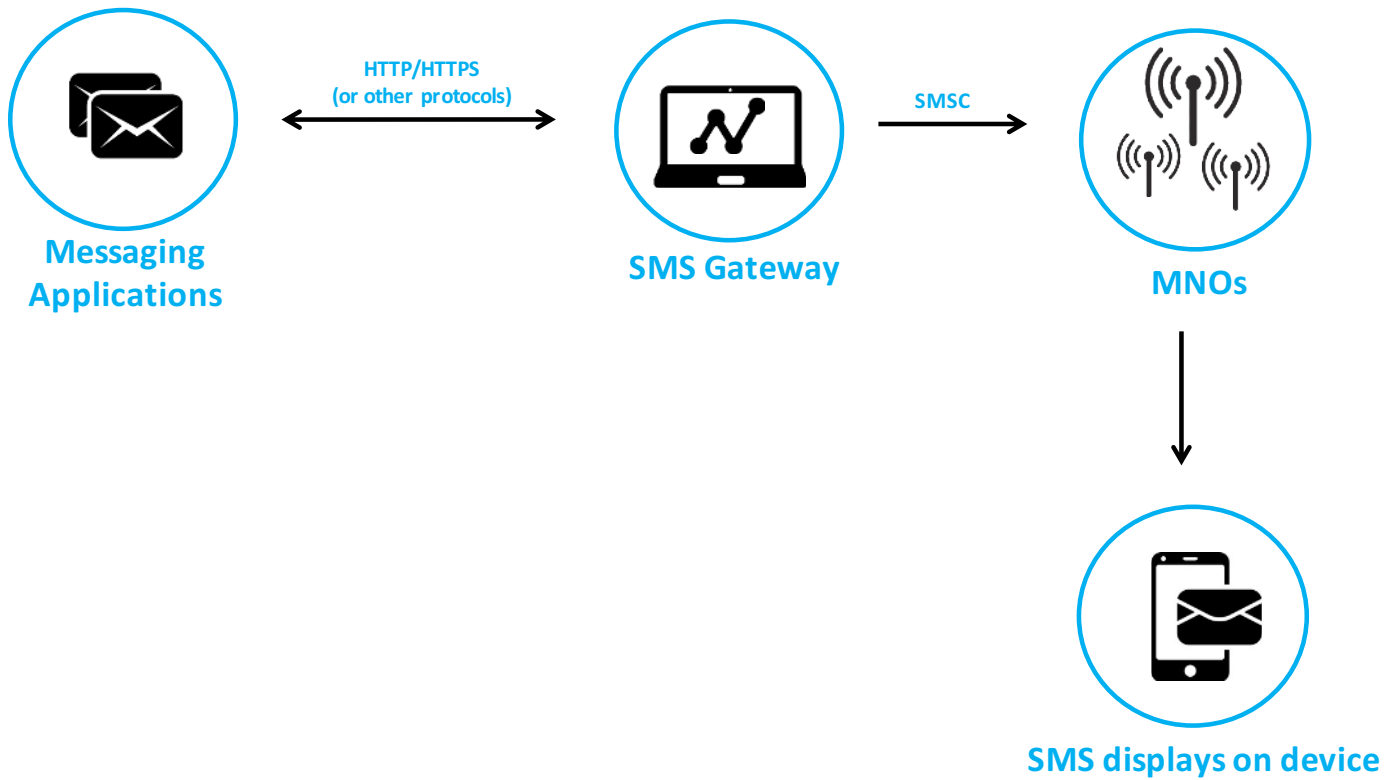 HTTP/HTTPS
(or other protocols)
SMSC
Messaging
Applications
SMS Gateway
MNOs
SMS displays on device